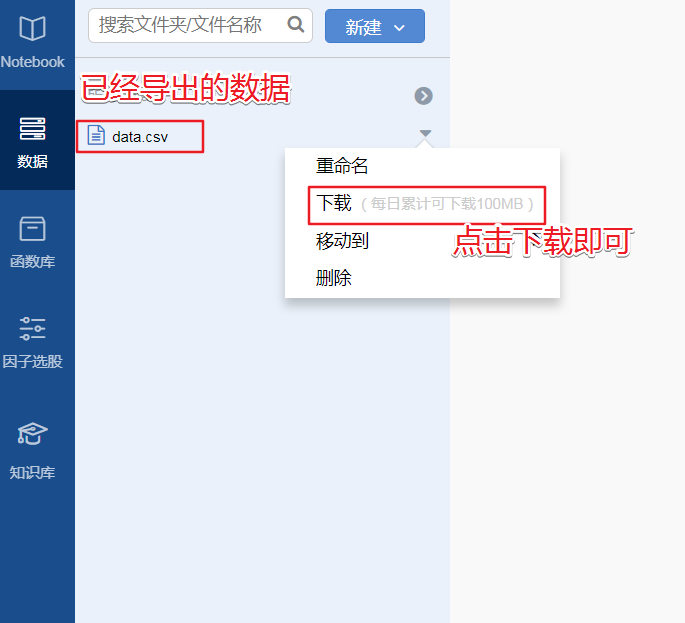 Notebook
数据
函数库
因子选股
知识库
搜索文件夹/文件名称
新建
已经导出的数据
data.csv
重命名
下载（每日累计可下载100MB）
点击下载即可
移动到
删除